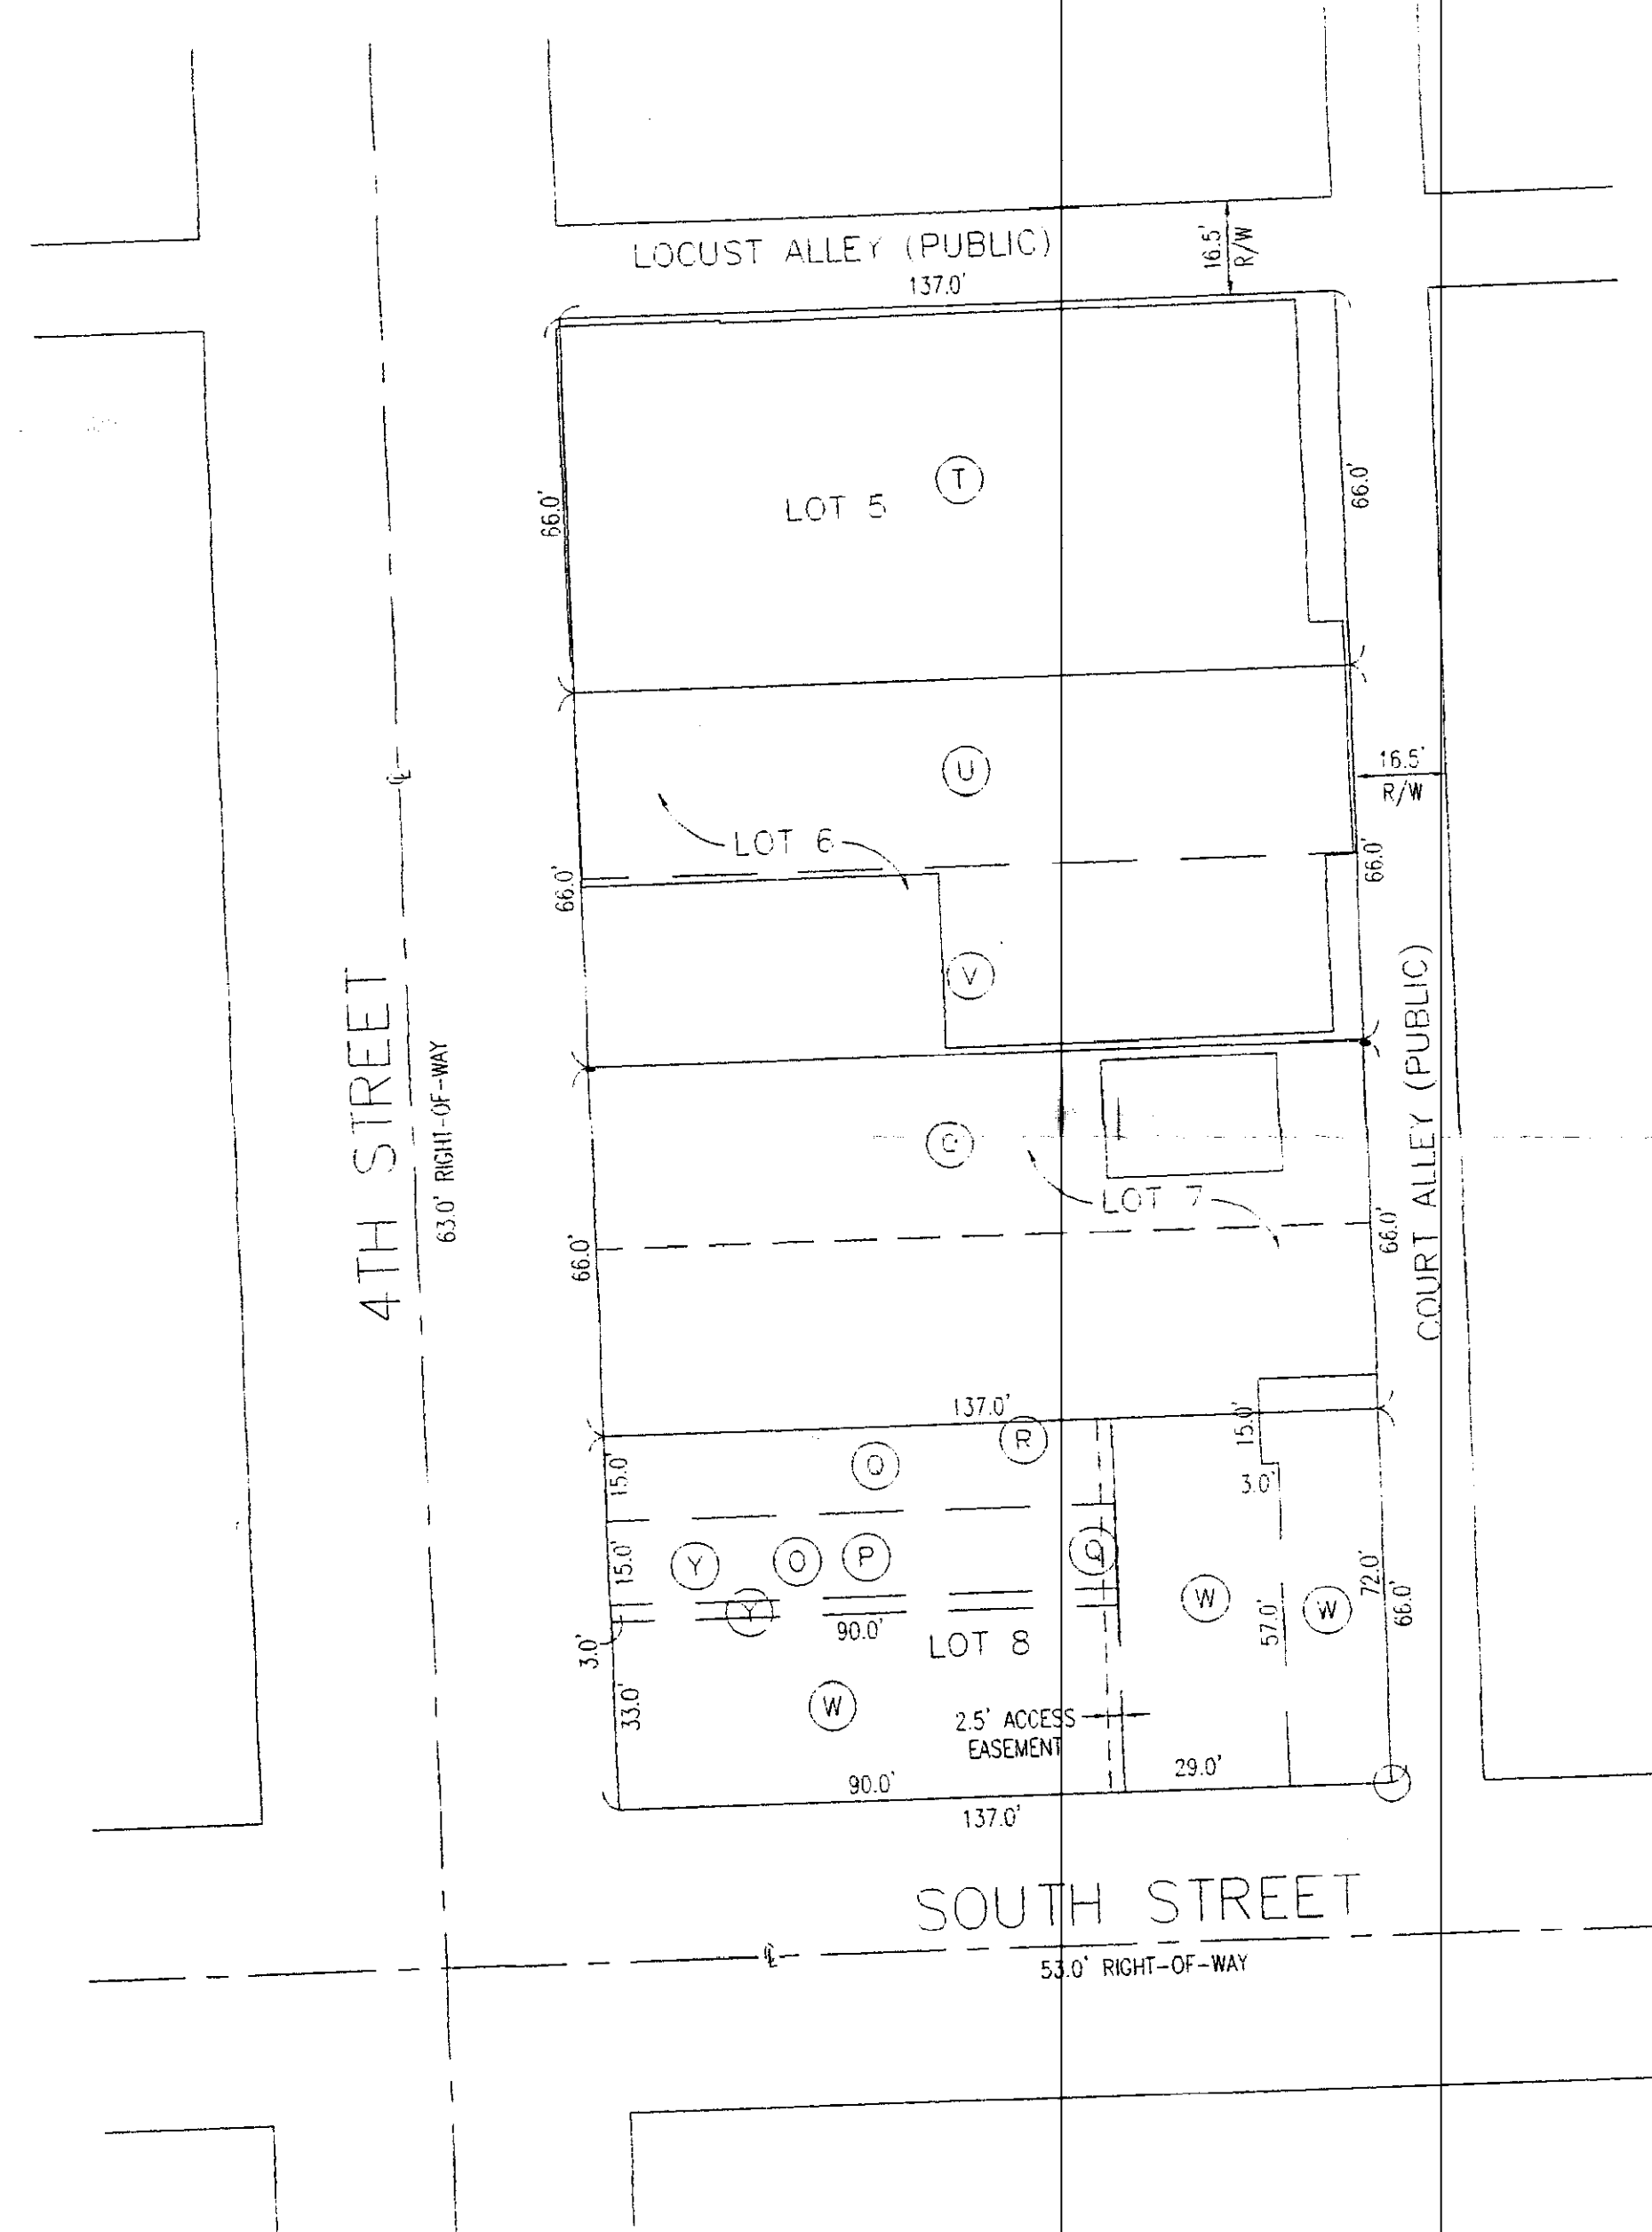 LOCUST ALLEY (PUBLIC)
16.5'
R/W
137.0'
T
LOT 5
66.0'
66.0'
U
16.5'
R/W
LOT 6
66.0'
66.0'
V
4TH STREET
63.0' RIGHT-OF-WAY
COURT ALLEY (PUBLIC)
LOT 7
66.0'
66.0'
137.0'
R
15.0'
Q
15.0'
3.0'
15.0'
Y
O
P
Q
W
W
72.0'
66.0'
57.0'
Y
90.0'
LOT 8
3.0'
33.0'
W
2.5' ACCESS
EASEMENT
29.0'
90.0'
137.0'
SOUTH STREET
53.0' RIGHT-OF-WAY